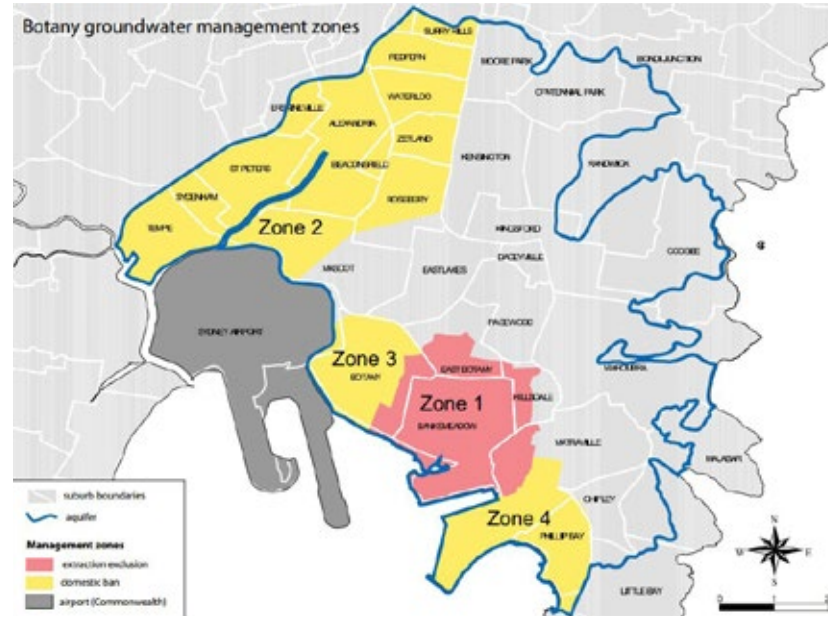 Botany groundwater management zones
SURRY HILLS
REDFERN
MOORE PARK
BONDI JUNCTION
CENTENNIAL PARK
WATERLOO
ERSKINEVILLE
ALEXANDRIA
ZETLAND
KENSINGTON
RANDWICK
ST PETERS
BEACONSFIELD
SYDENHAM
ROSEBERY
TEMPE
Zone 2
KINGSFORD
COOGEE
DACEYVILLE
MASCOT
EASTLAKES
PAGEWOOD
SYDNEY AIRPORT
Zone 3
BOTANY
EAST BOTANY
MAROUBRA
HILLSDALE
Zone 1
BANKSMEADOW
MATRAVILLE
MALABAR
CHIFLEY
Zone 4
PHILLIP BAY
LITTLE BAY
suburb boundaries
aquifer
Management zones
extraction exclusion
domestic ban
airport (Commonwealth)
N
W
E
S
0
1
2